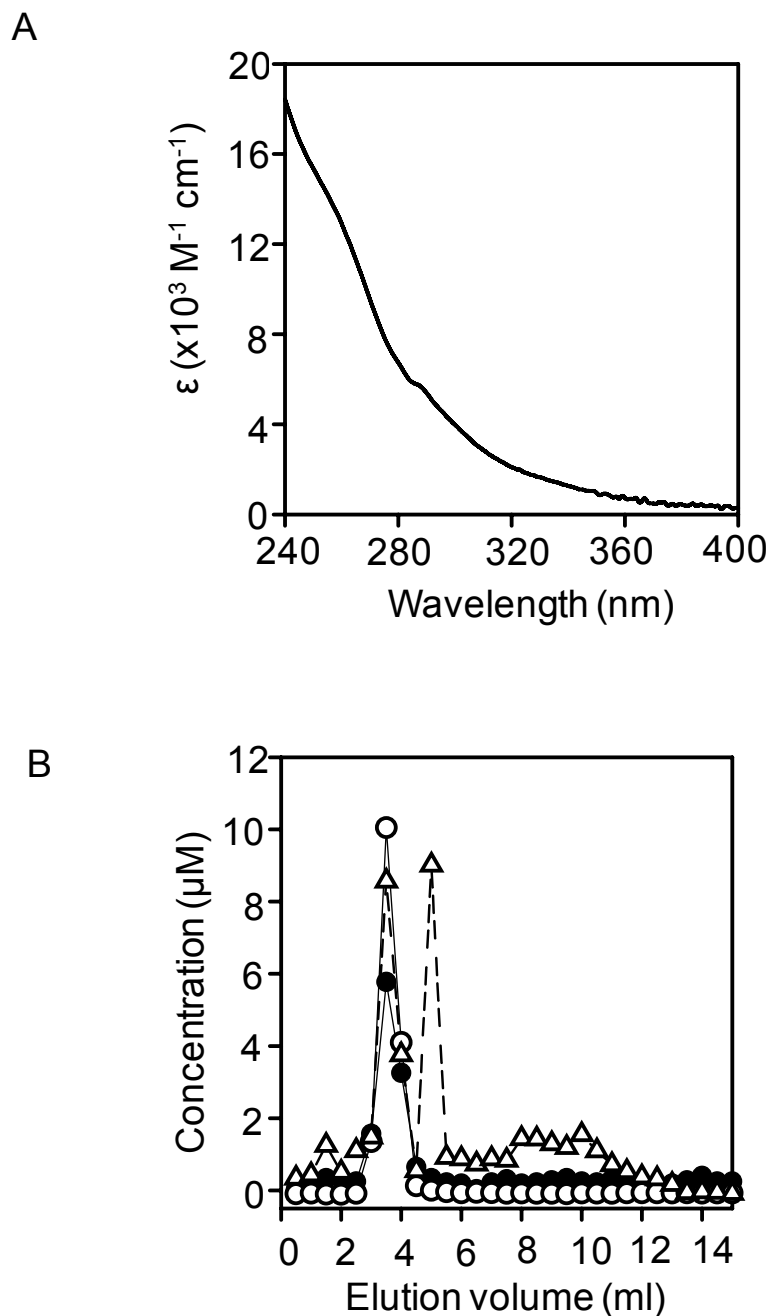 A
20
16
12
8
4
0
ε (x10³ M⁻¹ cm⁻¹)
240 280 320 360 400
Wavelength (nm)
B
12
10
8
6
4
2
0
Concentration (µM)
0 2 4 6 8 10 12 14
Elution volume (ml)